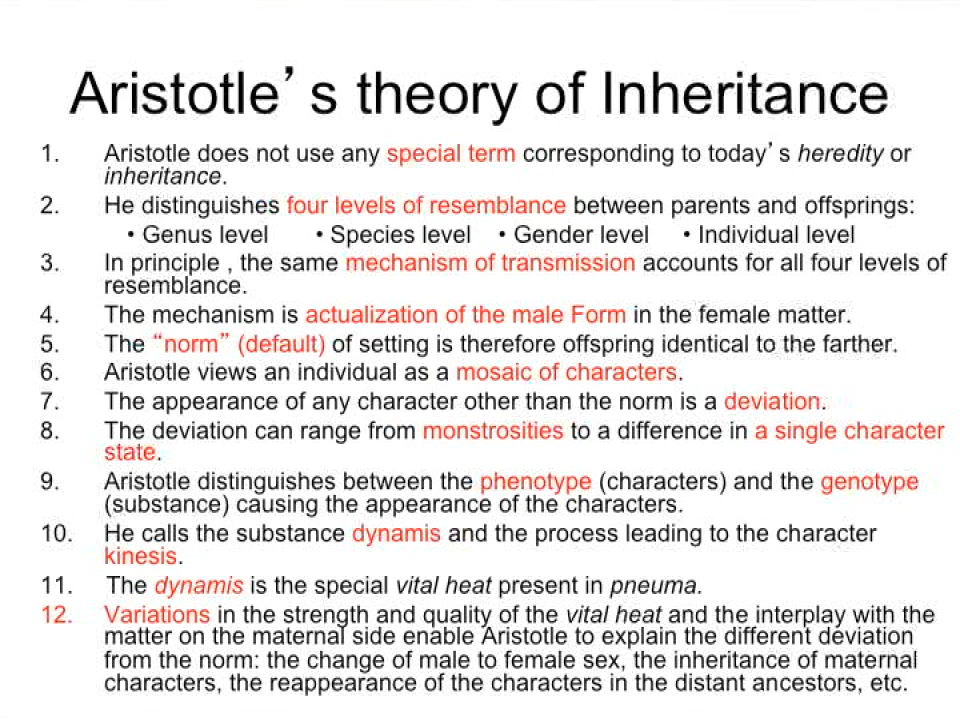 Aristotle’s theory of Inheritance
1. Aristotle does not use any special term corresponding to today’s heredity or
inheritance.
2. He distinguishes four levels of resemblance between parents and offsprings:
• Genus level • Species level • Gender level • Individual level
3. In principle , the same mechanism of transmission accounts for all four levels of
resemblance.
4. The mechanism is actualization of the male Form in the female matter.
5. The “norm” (default) of setting is therefore offspring identical to the farther.
6. Aristotle views an individual as a mosaic of characters.
7. The appearance of any character other than the norm is a deviation.
8. The deviation can range from monstrosities to a difference in a single character
state.
9. Aristotle distinguishes between the phenotype (characters) and the genotype
(substance) causing the appearance of the characters.
10. He calls the substance dynamis and the process leading to the character
kinesis.
11. The dynamis is the special vital heat present in pneuma.
12. Variations in the strength and quality of the vital heat and the interplay with the
matter on the maternal side enable Aristotle to explain the different deviation
from the norm: the change of male to female sex, the inheritance of maternal
characters, the reappearance of the characters in the distant ancestors, etc.